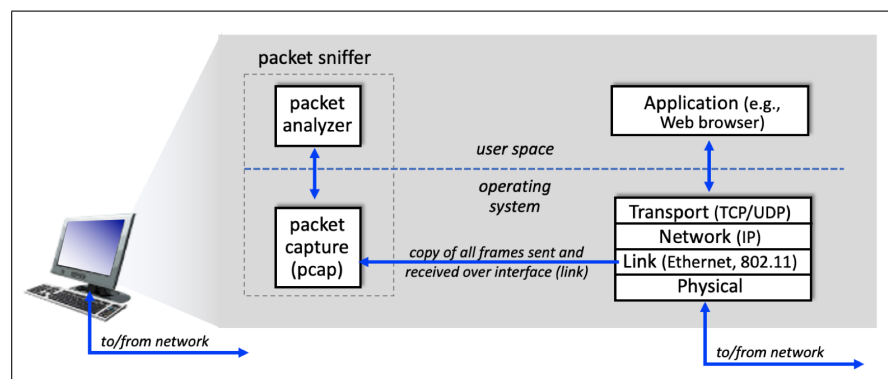 packet sniffer
packet
analyzer
Application (e.g.,
Web browser)
user space
operating
system
packet
capture
(pcap)
copy of all frames sent and
received over interface (link)
Transport (TCP/UDP)
Network (IP)
Link (Ethernet, 802.11)
Physical
to/from network
to/from network